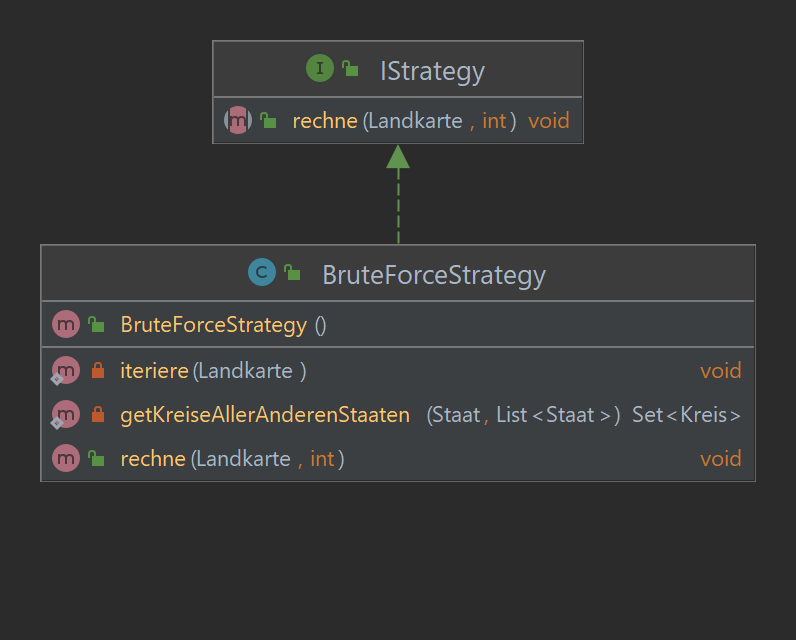 I IStrategy
m rechne(Landkarte , int) void
C BruteForceStrategy
m BruteForceStrategy ()
m iteriere(Landkarte ) void
m getKreiseAllerAnderenStaaten (Staat, List<Staat>) Set<Kreis>
m rechne(Landkarte , int) void